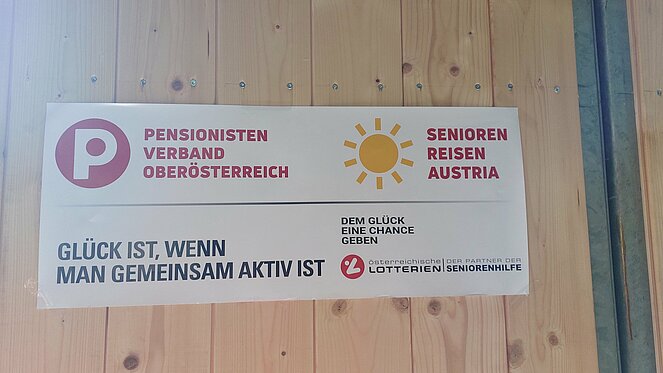 P
PENSIONISTEN
VERBAND
OBERÖSTERREICH
SENIOREN
REISEN
AUSTRIA
GLÜCK IST, WENN
MAN GEMEINSAM AKTIV IST
DEM GLÜCK
EINE CHANCE
GEBEN
österreichische
LOTTERIEN
DER PARTNER DER
SENIORENHILFE